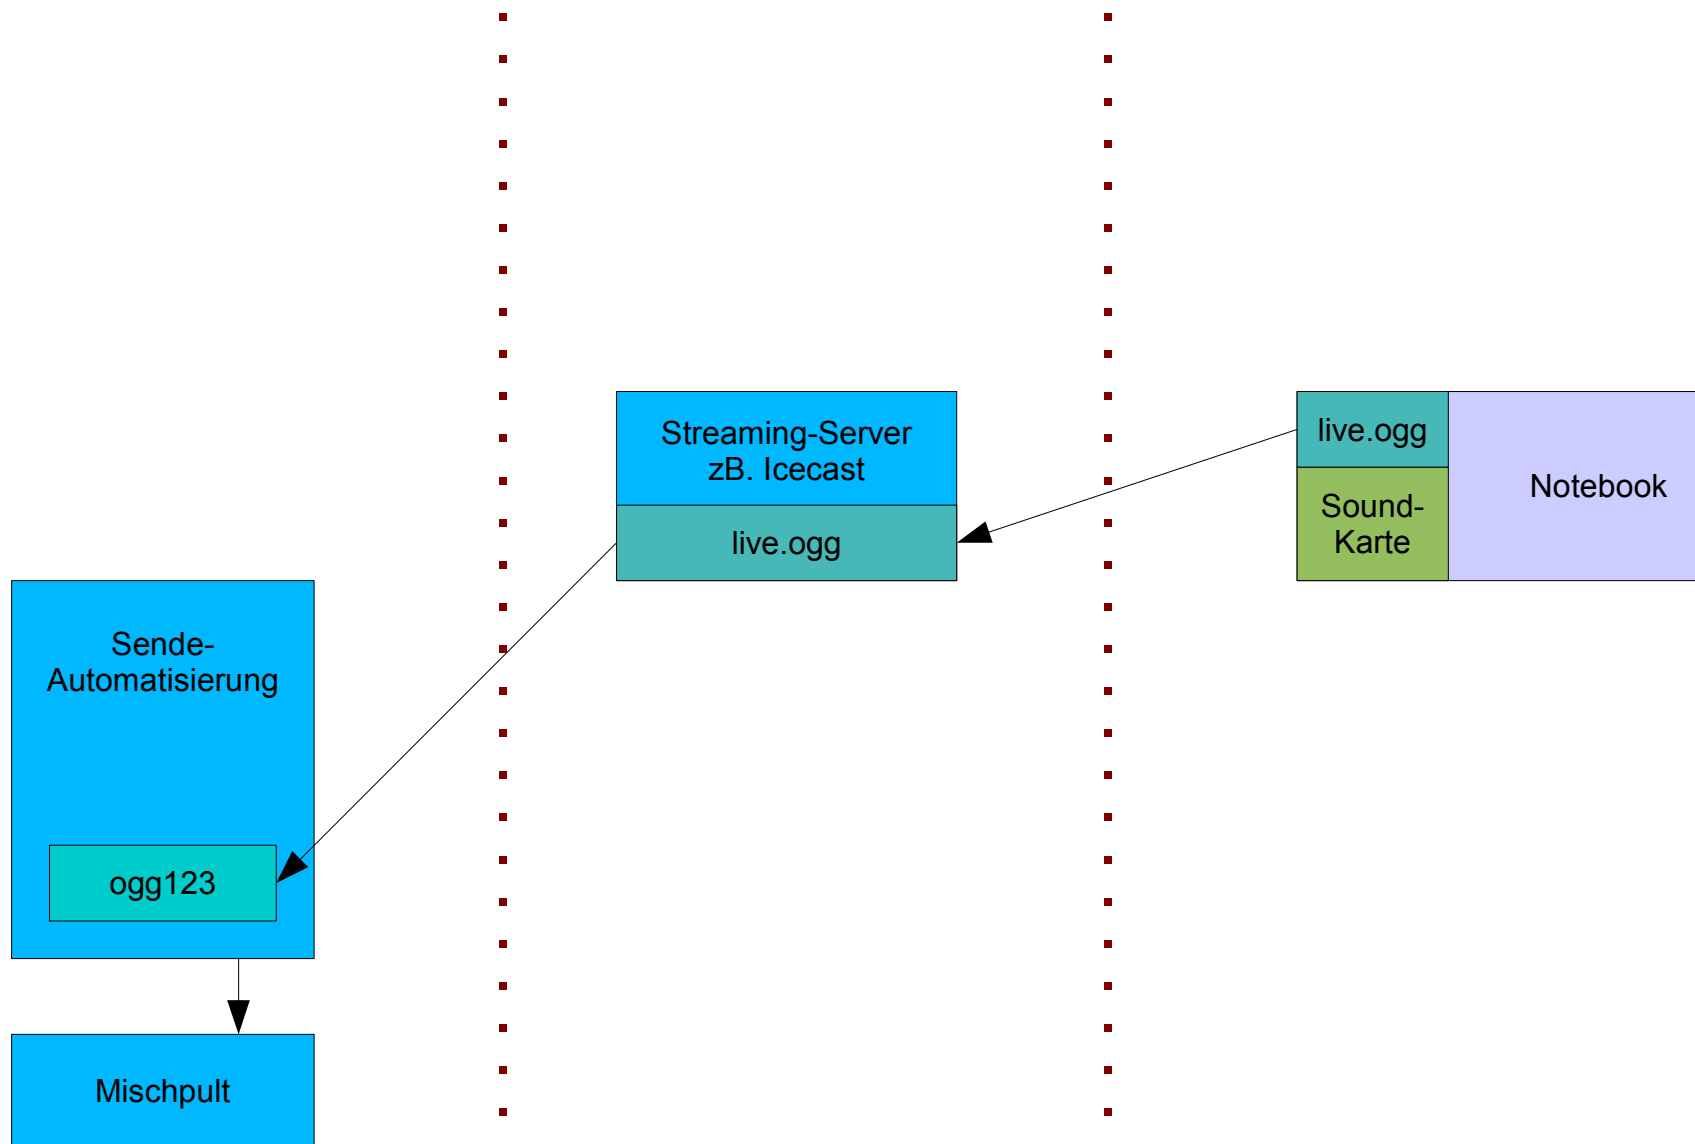 Streaming-Server
zB. Icecast
live.ogg
live.ogg
Sound-
Karte
Notebook
Sende-
Automatisierung
ogg123
Mischpult